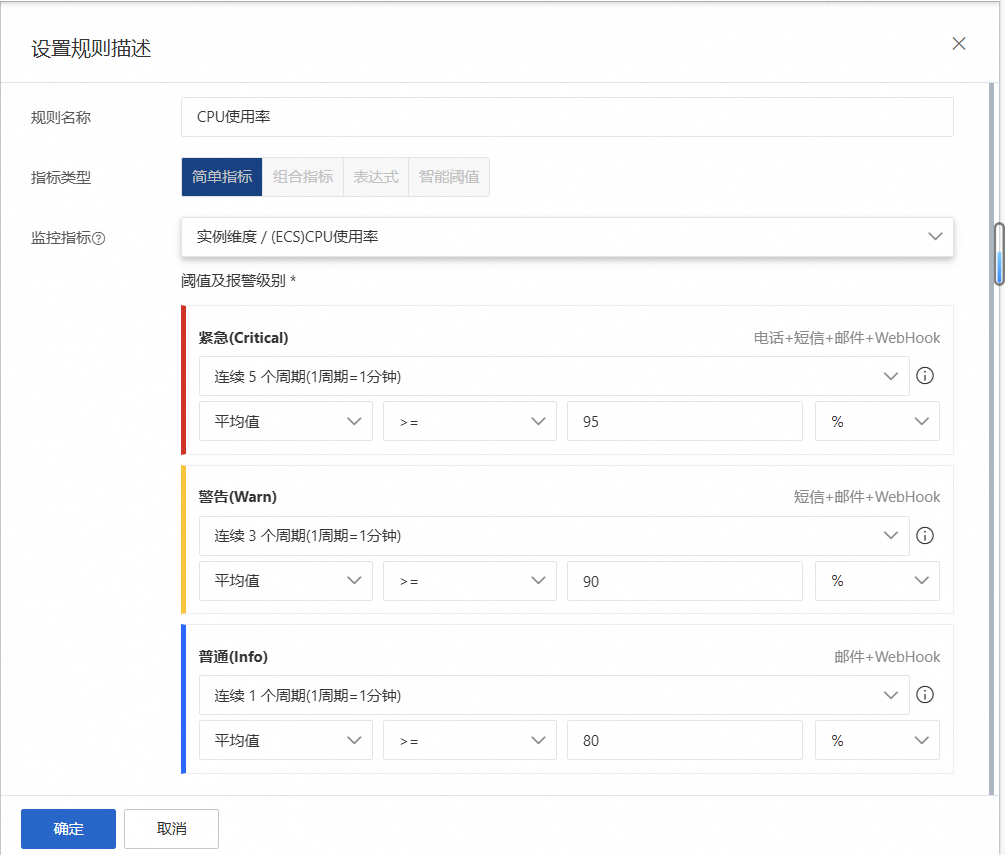 设置规则描述
规则名称
CPU使用率
指标类型
简单指标 组合指标 表达式 智能阈值
监控指标
实例维度 / (ECS)CPU使用率
阈值及报警级别 *
紧急(Critical) 电话+短信+邮件+WebHook
连续 5 个周期(1周期=1分钟)
平均值 >= 95 %
警告(Warn) 短信+邮件+WebHook
连续 3 个周期(1周期=1分钟)
平均值 >= 90 %
普通(Info) 邮件+WebHook
连续 1 个周期(1周期=1分钟)
平均值 >= 80 %
确定 取消